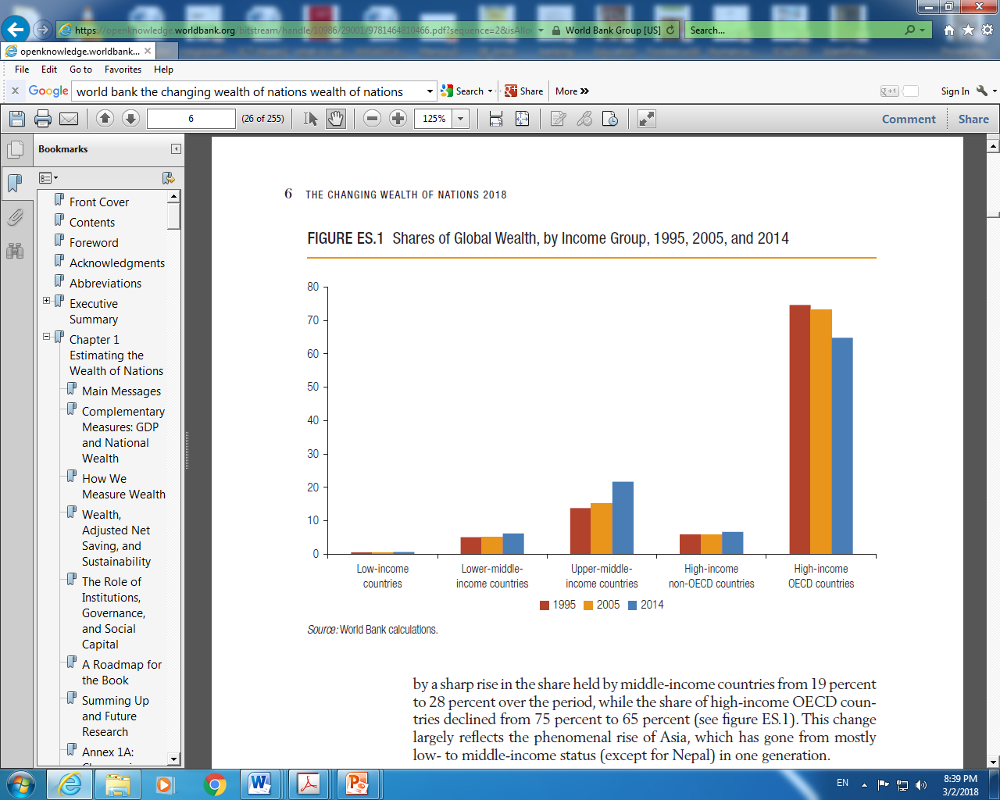 https://openknowledge.worldbank.org/bitstream/handle/10986/29001/9781464810466.pdf?sequence=2&isAllo
World Bank Group [US]
Search...
openknowledge.worldbank...
File Edit Go to Favorites Help
x Google world bank the changing wealth of nations wealth of nations Search Share More »
+1 Sign In
6 (26 of 255) 125% Comment Share
Bookmarks
Front Cover
Contents
Foreword
Acknowledgments
Abbreviations
Executive
Summary
Chapter 1
Estimating the
Wealth of Nations
Main Messages
Complementary
Measures: GDP
and National
Wealth
How We
Measure Wealth
Wealth,
Adjusted Net
Saving, and
Sustainability
The Role of
Institutions,
Governance,
and Social
Capital
A Roadmap for
the Book
Summing Up
and Future
Research
Annex 1A:
6 THE CHANGING WEALTH OF NATIONS 2018
FIGURE ES.1 Shares of Global Wealth, by Income Group, 1995, 2005, and 2014
80
70
60
50
40
30
20
10
0
Low-income
countries
Lower-middle-
income countries
Upper-middle-
income countries
High-income
non-OECD countries
High-income
OECD countries
1995 2005 2014
Source: World Bank calculations.
by a sharp rise in the share held by middle-income countries from 19 percent
to 28 percent over the period, while the share of high-income OECD coun-
tries declined from 75 percent to 65 percent (see figure ES.1). This change
largely reflects the phenomenal rise of Asia, which has gone from mostly
low- to middle-income status (except for Nepal) in one generation.
EN
8:39 PM
3/2/2018